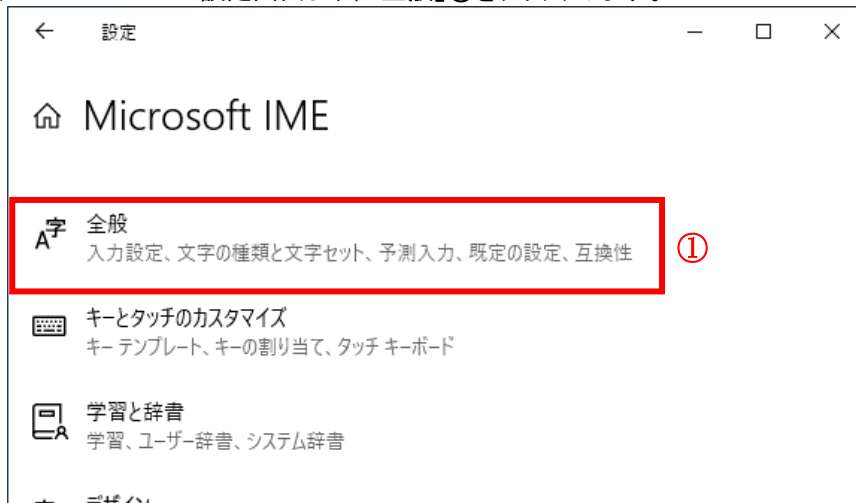 設定
Microsoft IME
全般
入力設定、文字の種類と文字セット、予測入力、既定の設定、互換性
①
キーとタッチのカスタマイズ
キー テンプレート、キーの割り当て、タッチ キーボード
学習と辞書
学習、ユーザー辞書、システム辞書
デザイン